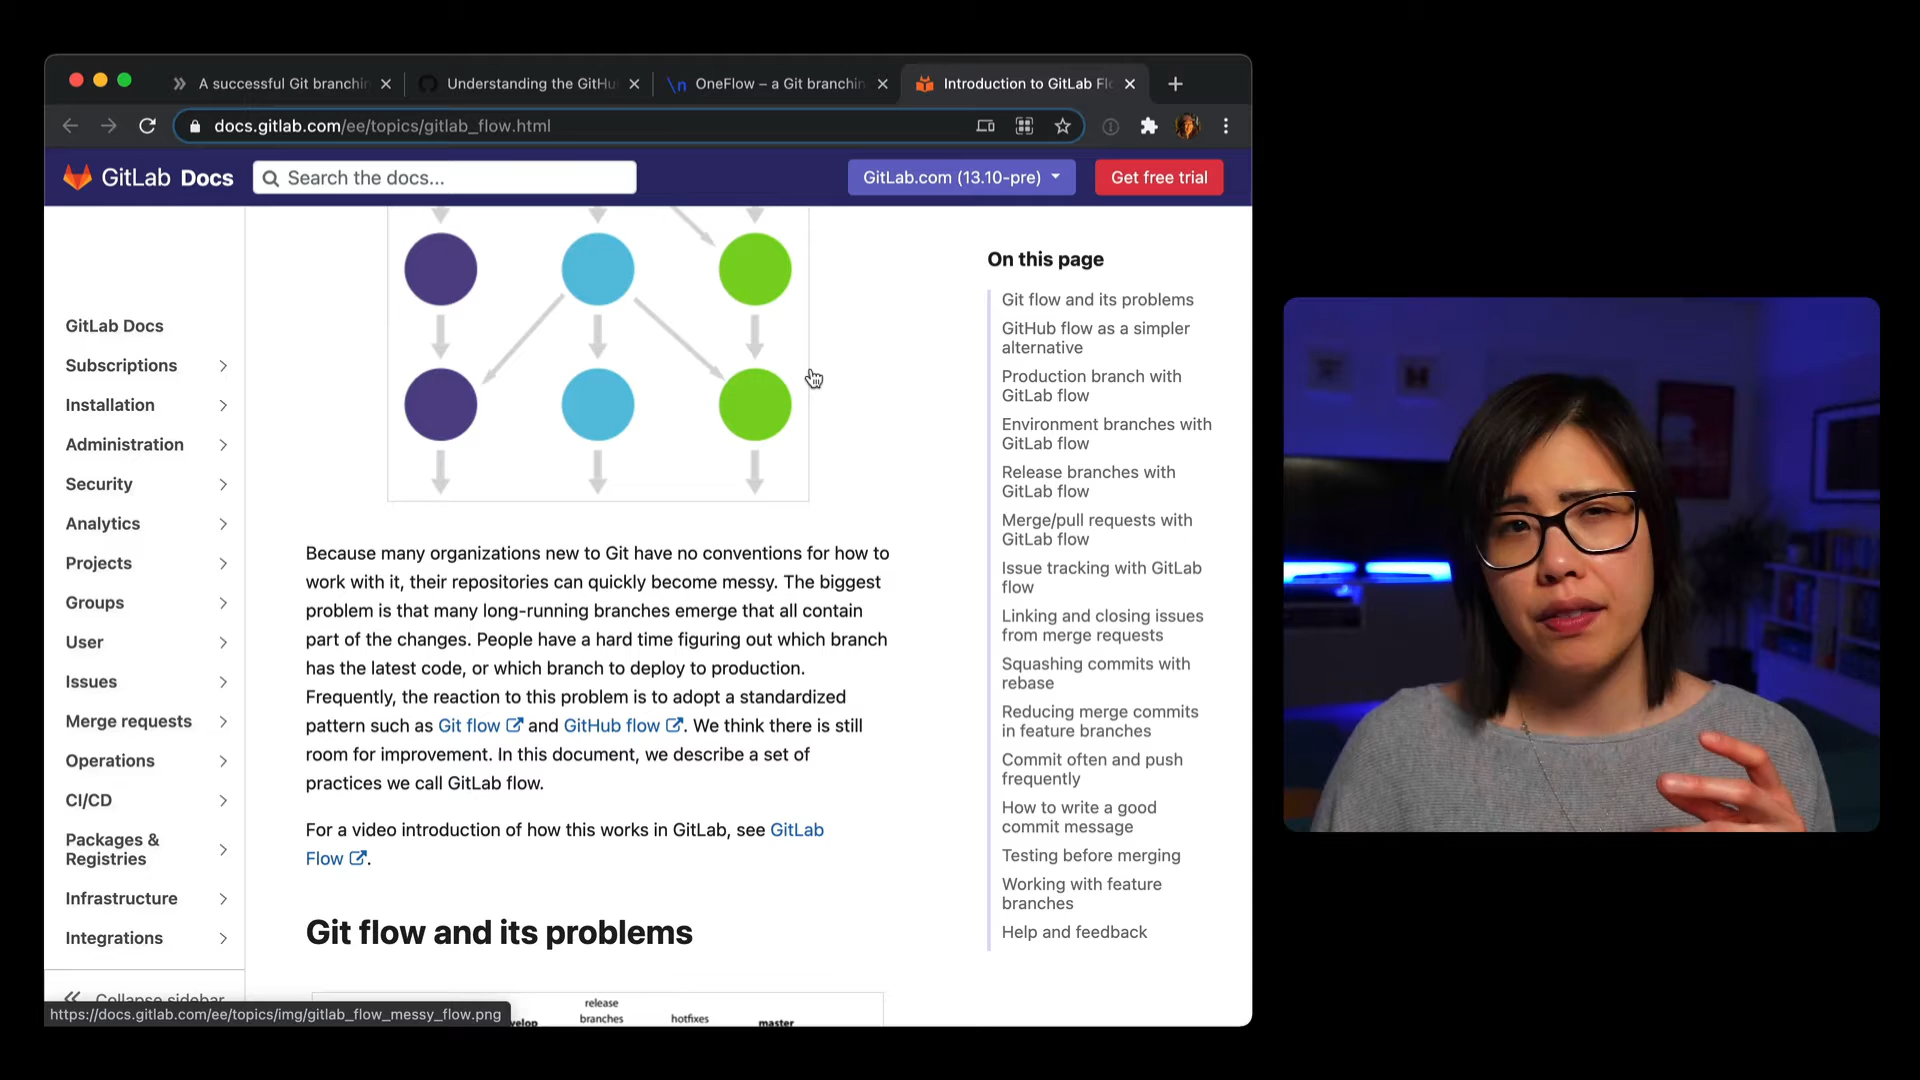 A successful Git branchin
Understanding the GitHu
\n OneFlow – a Git branchin
Introduction to GitLab Fl
docs.gitlab.com/ee/topics/gitlab_flow.html
GitLab Docs
Search the docs...
GitLab.com (13.10-pre)
Get free trial
GitLab Docs
Subscriptions
Installation
Administration
Security
Analytics
Projects
Groups
User
Issues
Merge requests
Operations
CI/CD
Packages &
Registries
Infrastructure
Integrations
Collapse sidebar
Because many organizations new to Git have no conventions for how to
work with it, their repositories can quickly become messy. The biggest
problem is that many long-running branches emerge that all contain
part of the changes. People have a hard time figuring out which branch
has the latest code, or which branch to deploy to production.
Frequently, the reaction to this problem is to adopt a standardized
pattern such as Git flow and GitHub flow. We think there is still
room for improvement. In this document, we describe a set of
practices we call GitLab flow.
For a video introduction of how this works in GitLab, see GitLab
Flow.
Git flow and its problems
velop
release
branches
hotfixes
master
On this page
Git flow and its problems
GitHub flow as a simpler
alternative
Production branch with
GitLab flow
Environment branches with
GitLab flow
Release branches with
GitLab flow
Merge/pull requests with
GitLab flow
Issue tracking with GitLab
flow
Linking and closing issues
from merge requests
Squashing commits with
rebase
Reducing merge commits
in feature branches
Commit often and push
frequently
How to write a good
commit message
Testing before merging
Working with feature
branches
Help and feedback
https://docs.gitlab.com/ee/topics/img/gitlab_flow_messy_flow.png